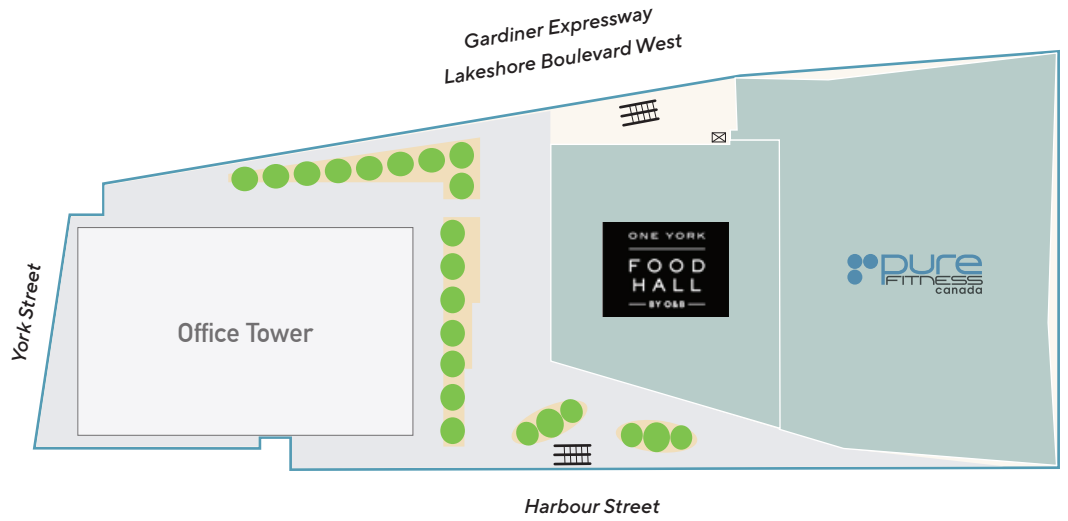 Gardiner Expressway
Lakeshore Boulevard West
York Street
Office Tower
ONE YORK
FOOD
HALL
BY O&B
pure
FITNESS
canada
Harbour Street